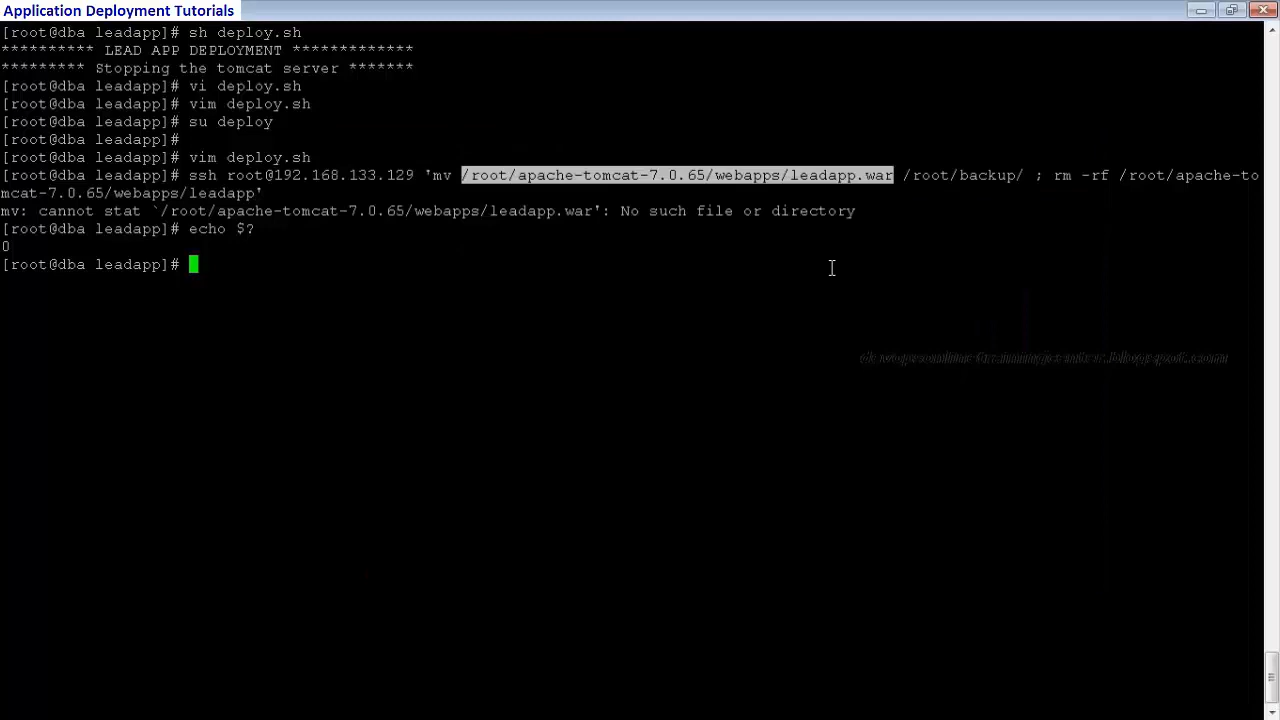 Application Deployment Tutorials
[root@dba leadapp]# sh deploy.sh
********** LEAD APP DEPLOYMENT *************
********* Stopping the tomcat server *******
[root@dba leadapp]# vi deploy.sh
[root@dba leadapp]# vim deploy.sh
[root@dba leadapp]# su deploy
[root@dba leadapp]#
[root@dba leadapp]# vim deploy.sh
[root@dba leadapp]# ssh root@192.168.133.129 'mv /root/apache-tomcat-7.0.65/webapps/leadapp.war /root/backup/ ; rm -rf /root/apache-to
mcat-7.0.65/webapps/leadapp'
mv: cannot stat `/root/apache-tomcat-7.0.65/webapps/leadapp.war': No such file or directory
[root@dba leadapp]# echo $?
0
[root@dba leadapp]#